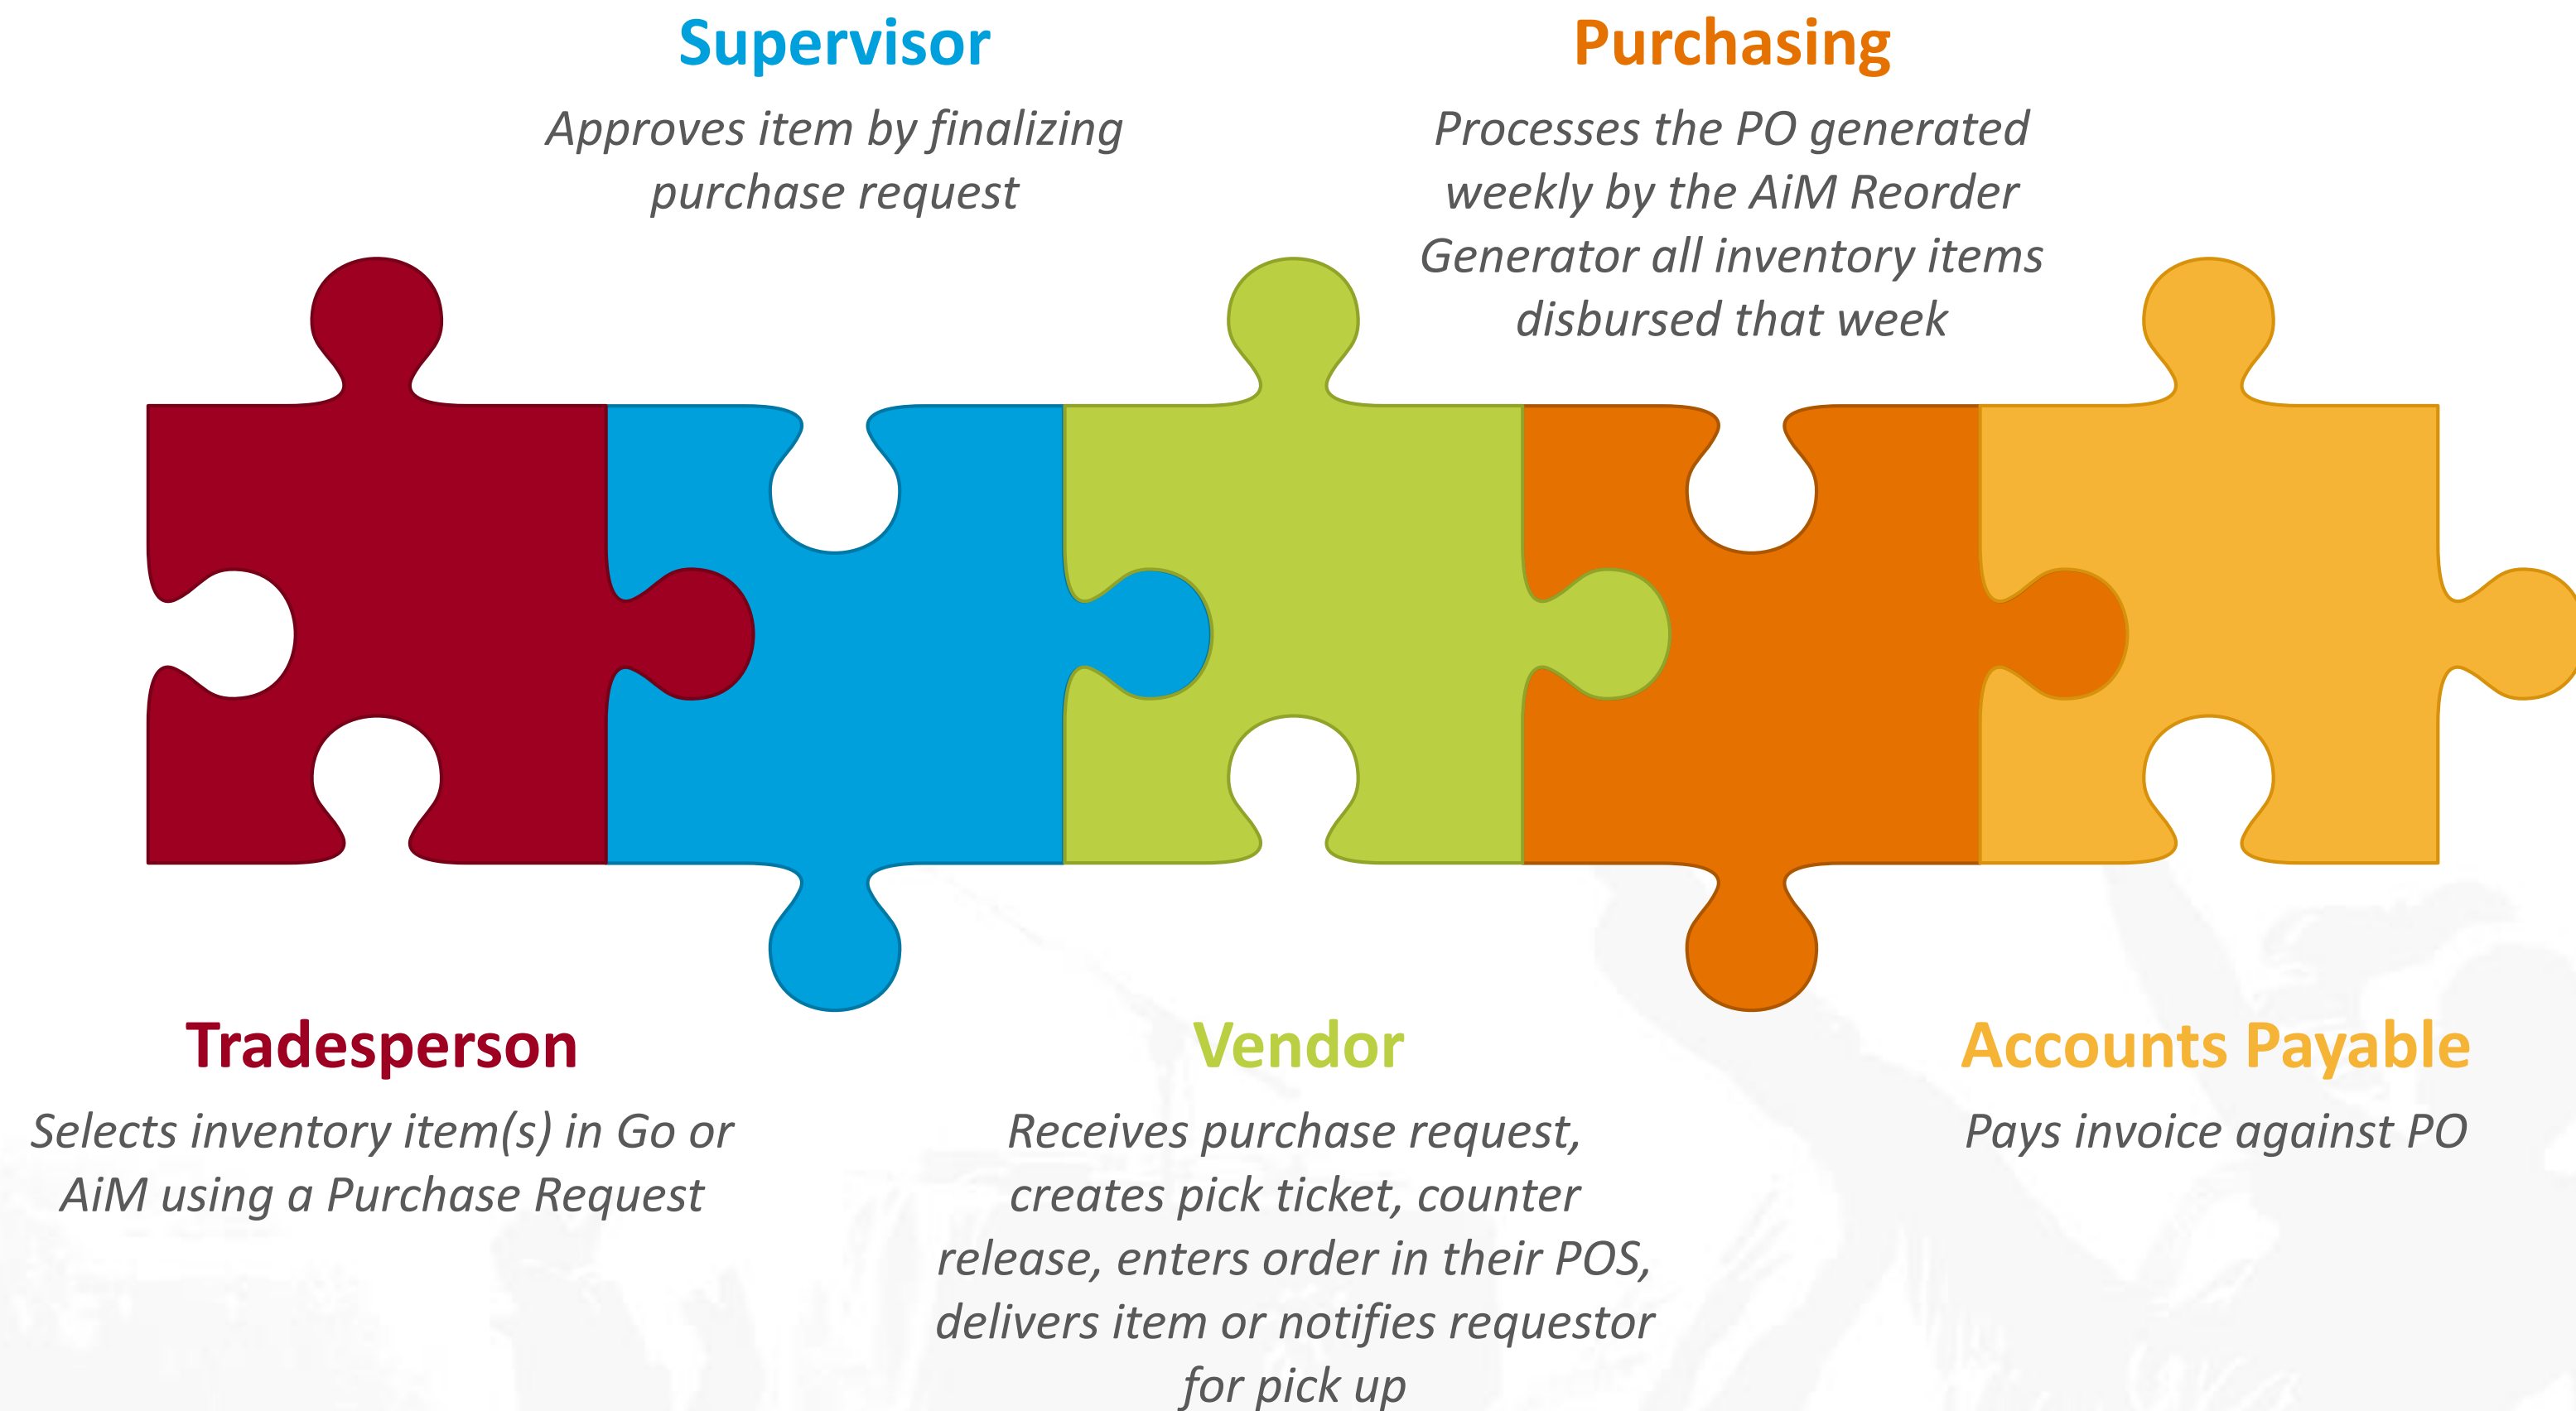 Supervisor
Approves item by finalizing
purchase request
Purchasing
Processes the PO generated
weekly by the AiM Reorder
Generator all inventory items
disbursed that week
Tradesperson
Selects inventory item(s) in Go or
AiM using a Purchase Request
Vendor
Receives purchase request,
creates pick ticket, counter
release, enters order in their POS,
delivers item or notifies requestor
for pick up
Accounts Payable
Pays invoice against PO